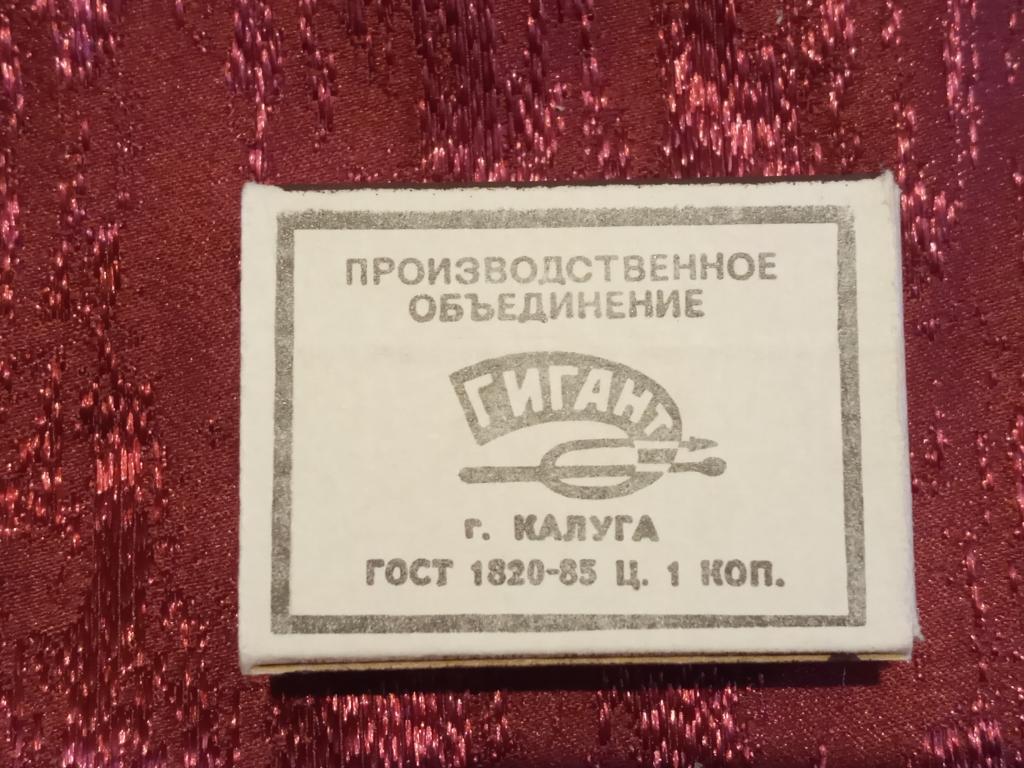 ПРОИЗВОДСТВЕННОЕ
ОБЪЕДИНЕНИЕ
ГИГАНТ
г. КАЛУГА
ГОСТ 1820-85 Ц. 1 КОП.